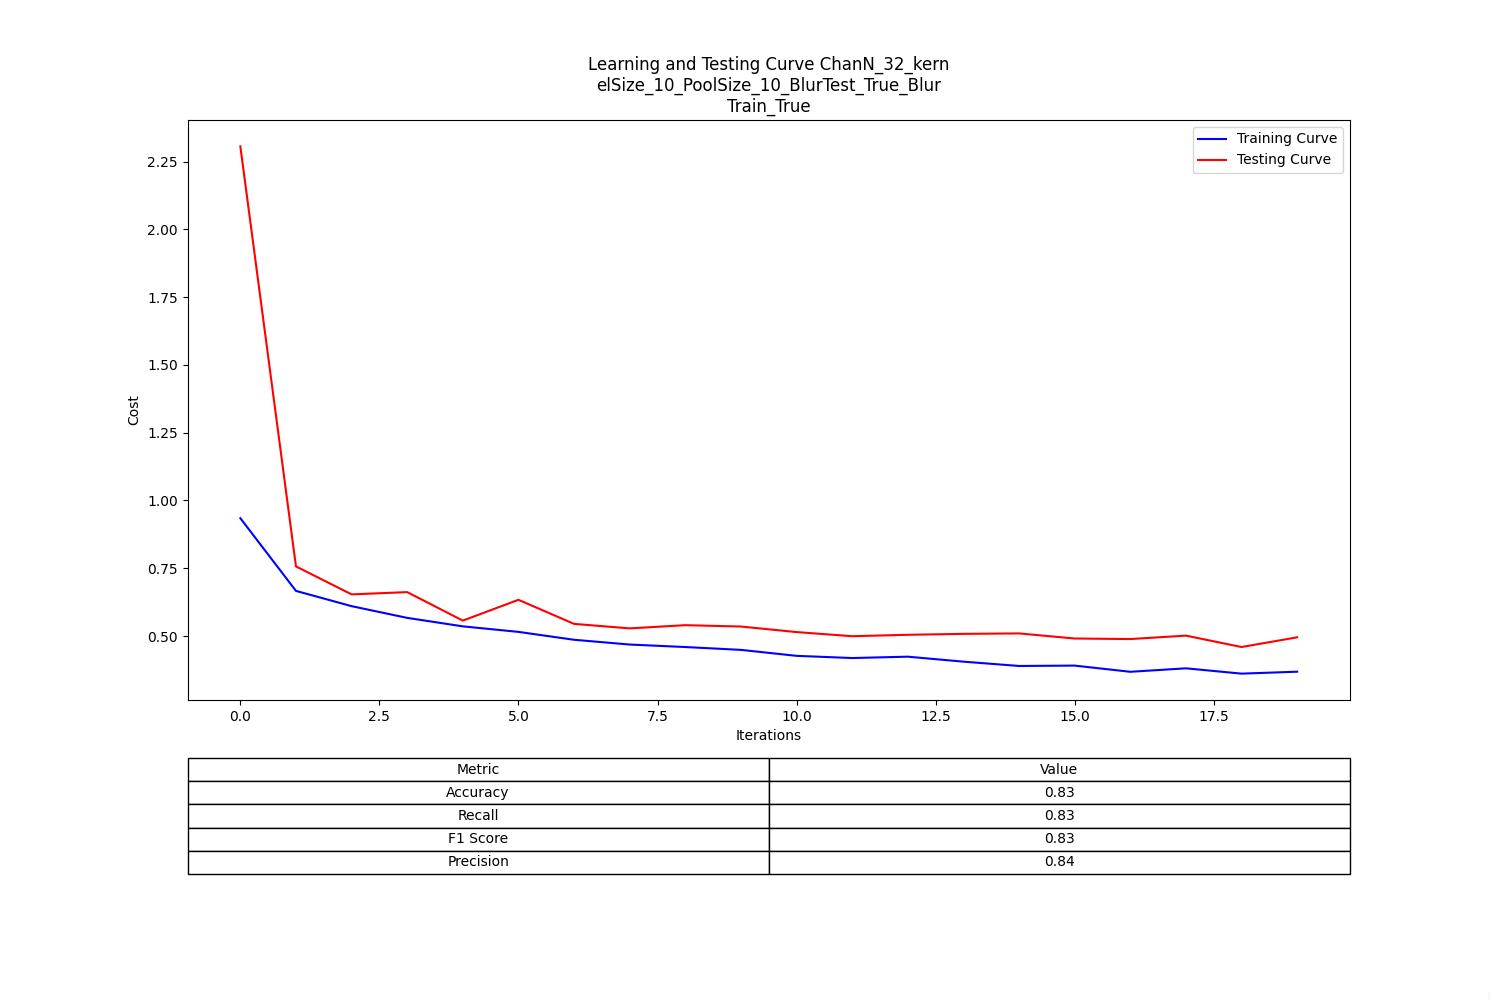 Learning and Testing Curve ChanN_32_kern
elSize_10_PoolSize_10_BlurTest_True_Blur
Train_True
Training Curve
Testing Curve
2.25
2.00
1.75
1.50
1.25
1.00
0.75
0.50
Cost
0.0 2.5 5.0 7.5 10.0 12.5 15.0 17.5
Iterations
Metric Value
Accuracy 0.83
Recall 0.83
F1 Score 0.83
Precision 0.84